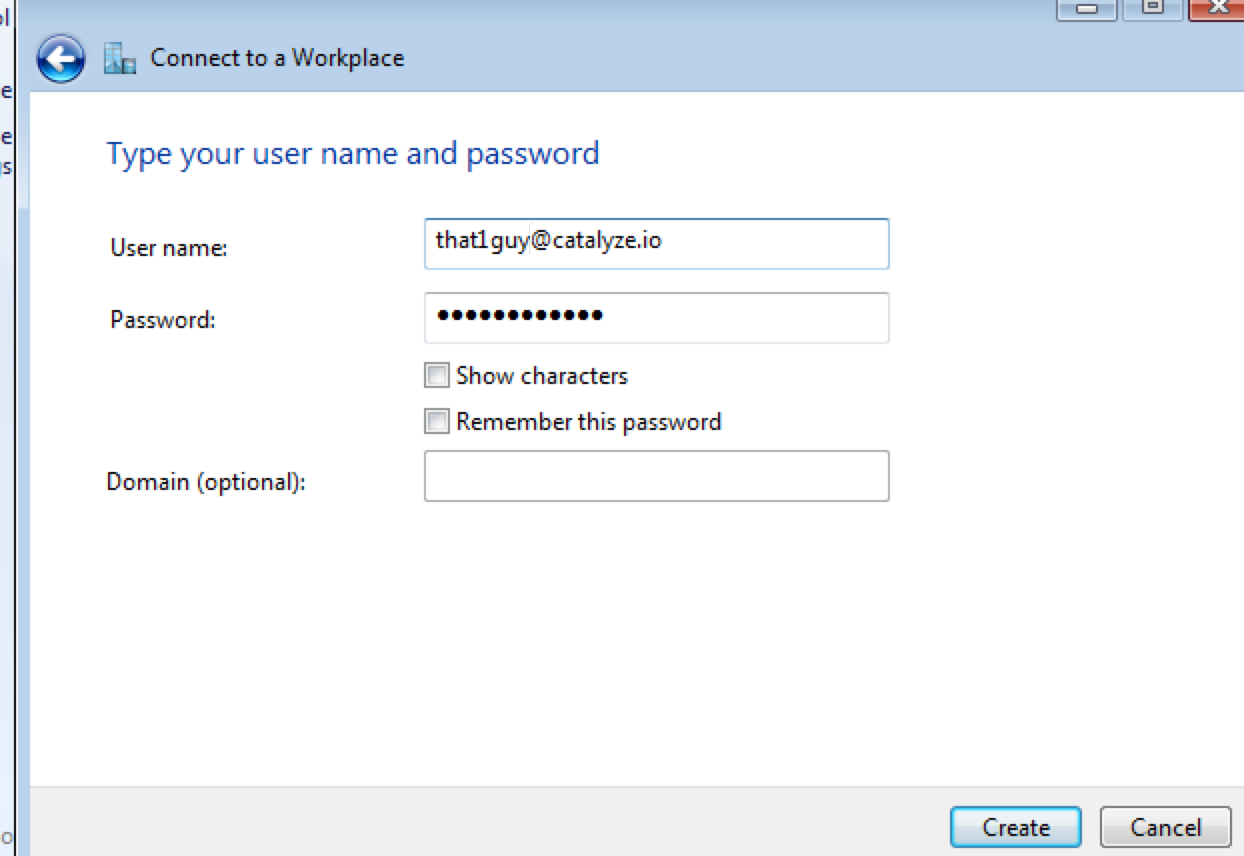 Connect to a Workplace
Type your user name and password
User name:
that1guy@catalyze.io
Password:
Show characters
Remember this password
Domain (optional):
Create
Cancel